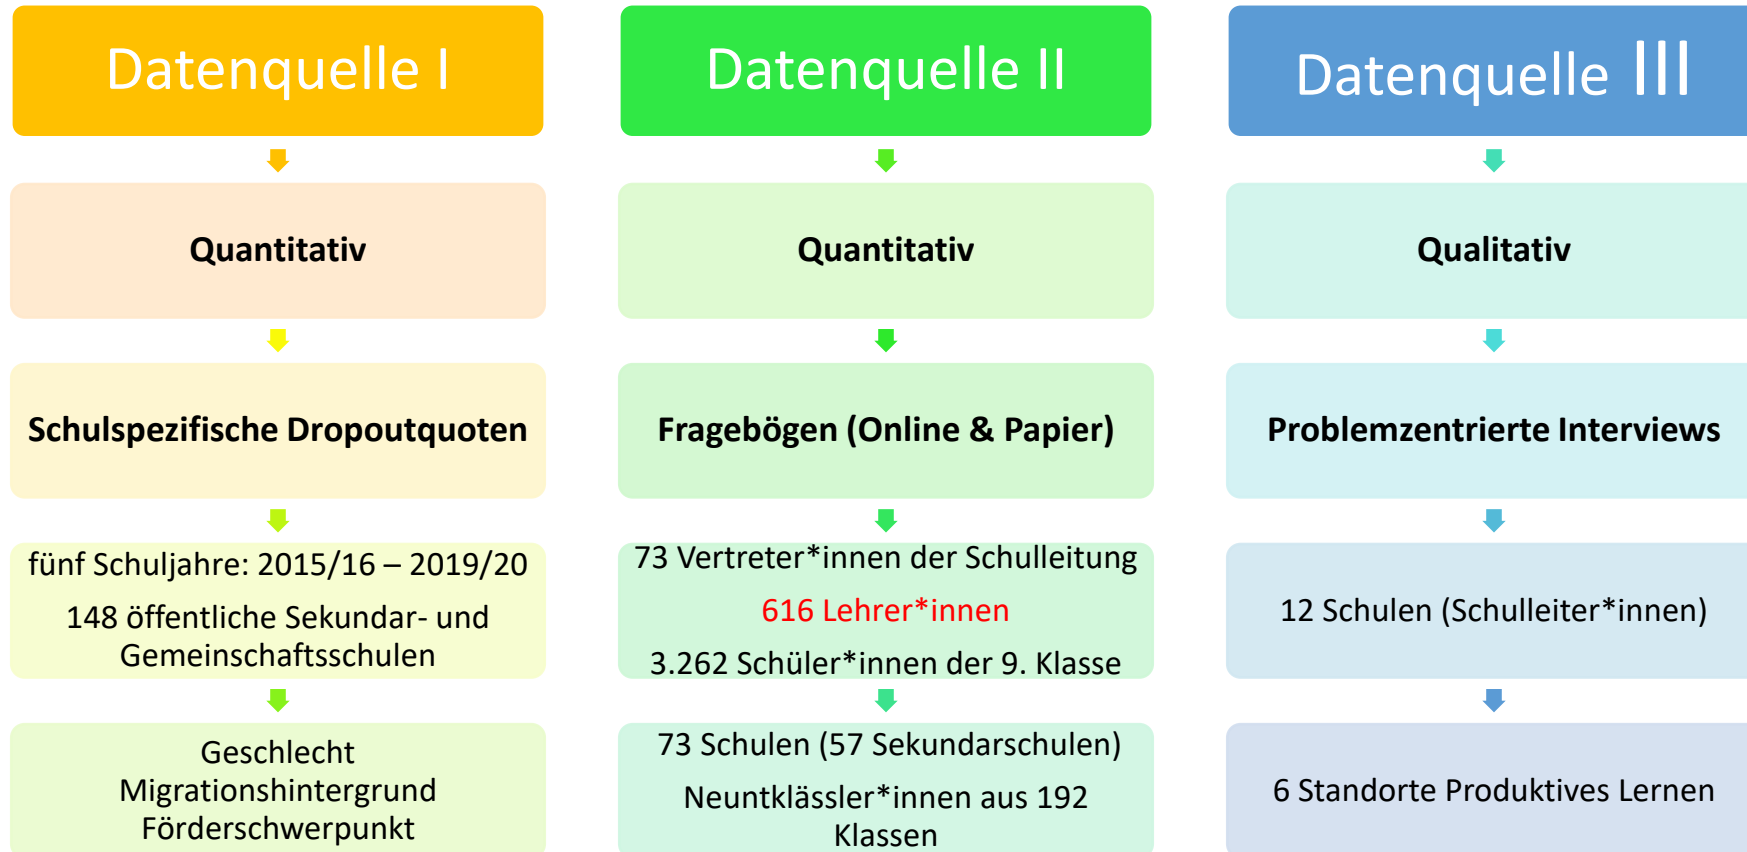 Datenquelle I
Quantitativ
Schulspezifische Dropoutquoten
fünf Schuljahre: 2015/16 – 2019/20
148 öffentliche Sekundar- und
Gemeinschaftsschulen
Geschlecht
Migrationshintergrund
Förderschwerpunkt
Datenquelle II
Quantitativ
Fragebögen (Online & Papier)
73 Vertreter*innen der Schulleitung
616 Lehrer*innen
3.262 Schüler*innen der 9. Klasse
73 Schulen (57 Sekundarschulen)
Neuntklässler*innen aus 192
Klassen
Datenquelle III
Qualitativ
Problemzentrierte Interviews
12 Schulen (Schulleiter*innen)
6 Standorte Produktives Lernen